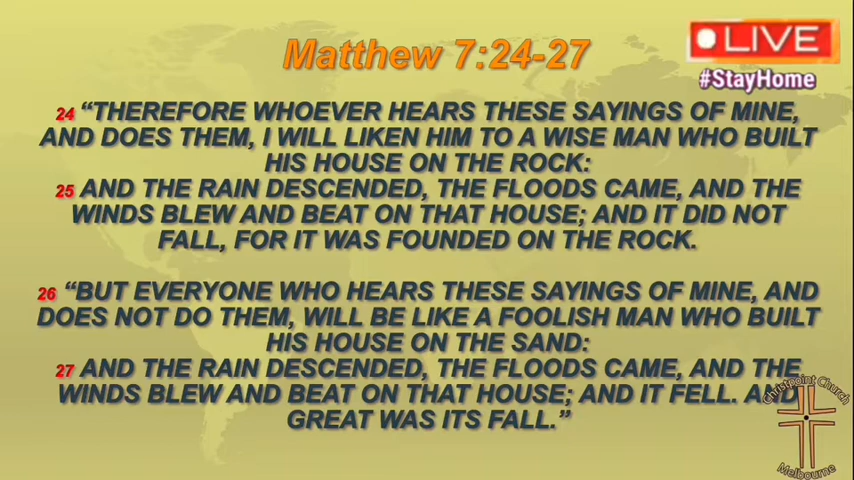 LIVE
#StayHome
Matthew 7:24-27
24 “THEREFORE WHOEVER HEARS THESE SAYINGS OF MINE,
AND DOES THEM, I WILL LIKEN HIM TO A WISE MAN WHO BUILT
HIS HOUSE ON THE ROCK:
25 AND THE RAIN DESCENDED, THE FLOODS CAME, AND THE
WINDS BLEW AND BEAT ON THAT HOUSE; AND IT DID NOT
FALL, FOR IT WAS FOUNDED ON THE ROCK.
26 “BUT EVERYONE WHO HEARS THESE SAYINGS OF MINE, AND
DOES NOT DO THEM, WILL BE LIKE A FOOLISH MAN WHO BUILT
HIS HOUSE ON THE SAND:
27 AND THE RAIN DESCENDED, THE FLOODS CAME, AND THE
WINDS BLEW AND BEAT ON THAT HOUSE; AND IT FELL. AND
GREAT WAS ITS FALL.”
Christpoint Church
Melbourne